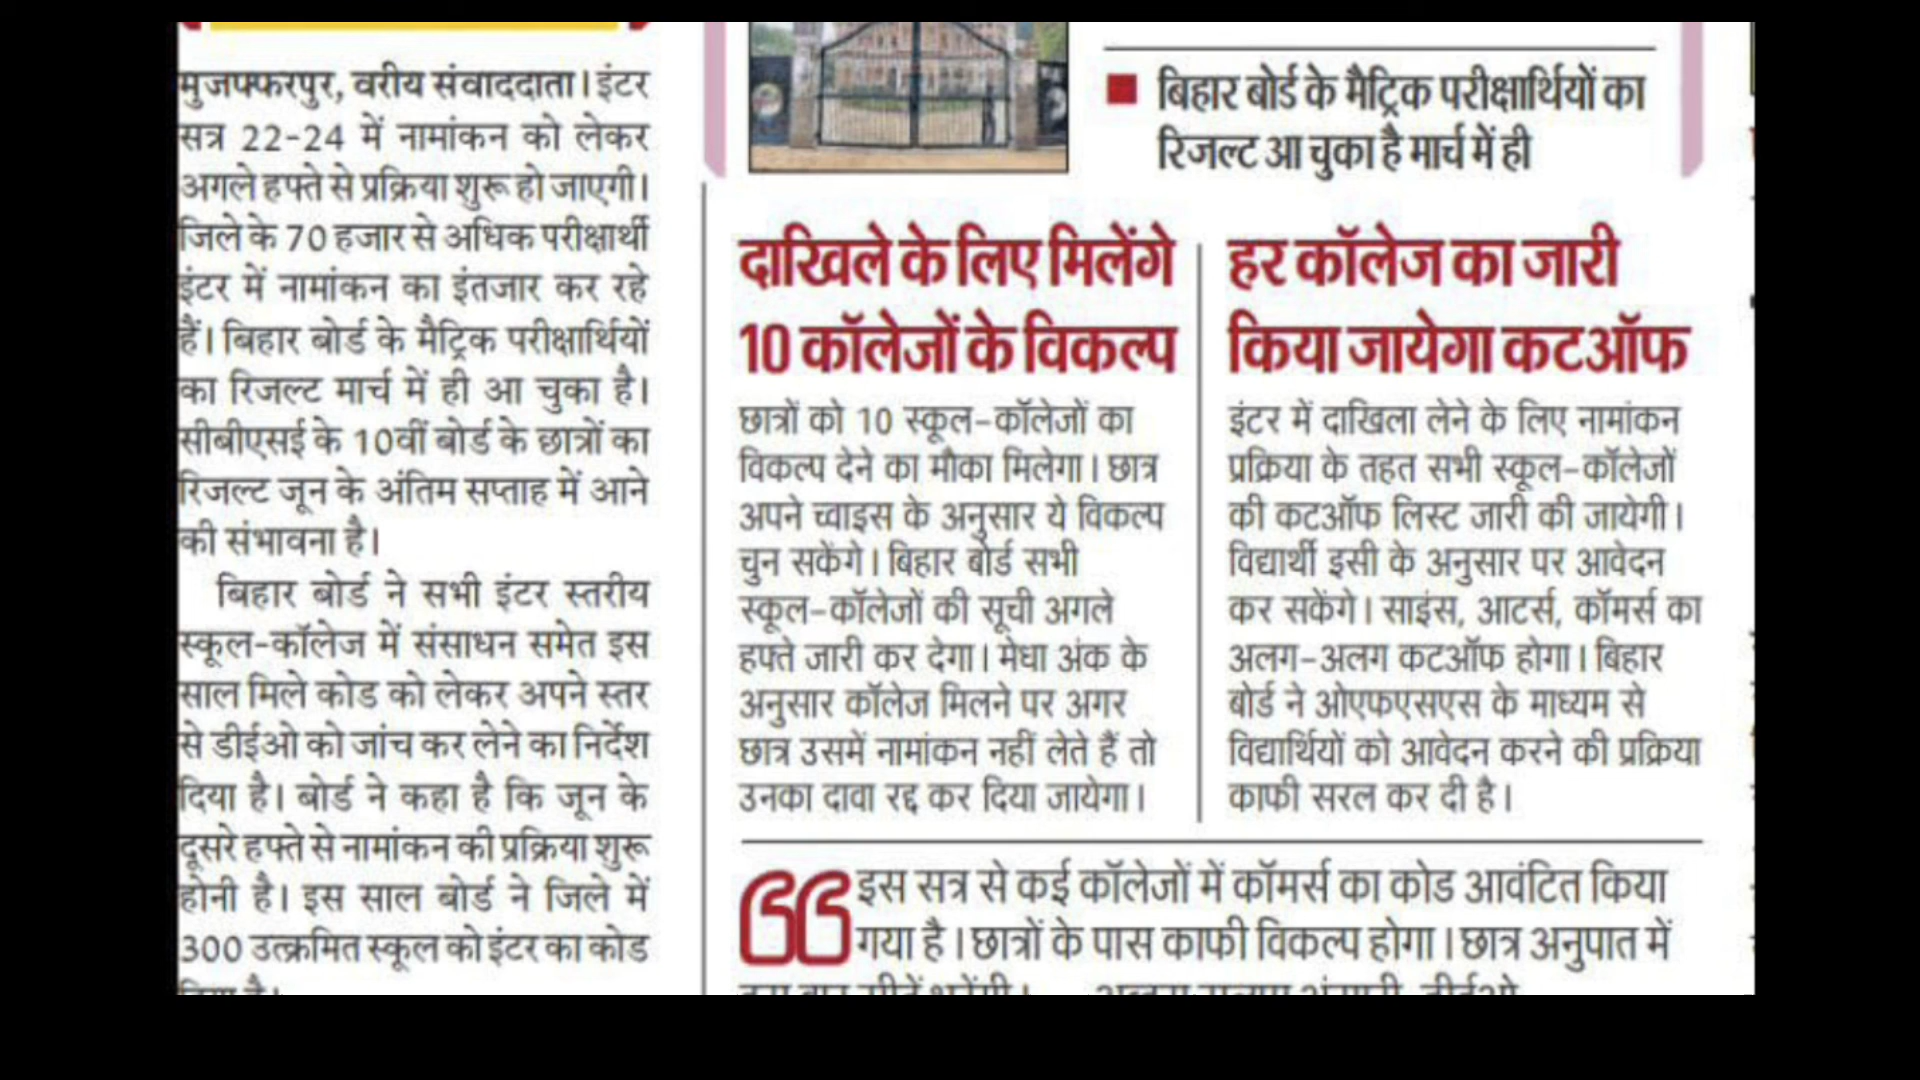 मुजफ्फरपुर, वरीय संवाददाता। इंटर
सत्र 22-24 में नामांकन को लेकर
अगले हफ्ते से प्रक्रिया शुरू हो जाएगी।
जिले के 70 हजार से अधिक परीक्षार्थी
इंटर में नामांकन का इंतजार कर रहे
हैं। बिहार बोर्ड के मैट्रिक परीक्षार्थियों
का रिजल्ट मार्च में ही आ चुका है।
सीबीएसई के 10वीं बोर्ड के छात्रों का
रिजल्ट जून के अंतिम सप्ताह में आने
की संभावना है।
बिहार बोर्ड ने सभी इंटर स्तरीय
स्कूल-कॉलेज में संसाधन समेत इस
साल मिले कोड को लेकर अपने स्तर
से डीईओ को जांच कर लेने का निर्देश
दिया है। बोर्ड ने कहा है कि जून के
दूसरे हफ्ते से नामांकन की प्रक्रिया शुरू
होनी है। इस साल बोर्ड ने जिले में
300 उत्क्रमित स्कूल को इंटर का कोड
बिहार बोर्ड के मैट्रिक परीक्षार्थियों का
रिजल्ट आ चुका है मार्च में ही
दाखिले के लिए मिलेंगे
10 कॉलेजों के विकल्प
छात्रों को 10 स्कूल-कॉलेजों का
विकल्प देने का मौका मिलेगा। छात्र
अपने च्वाइस के अनुसार ये विकल्प
चुन सकेंगे। बिहार बोर्ड सभी
स्कूल-कॉलेजों की सूची अगले
हफ्ते जारी कर देगा। मेधा अंक के
अनुसार कॉलेज मिलने पर अगर
छात्र उसमें नामांकन नहीं लेते हैं तो
उनका दावा रद्द कर दिया जायेगा।
हर कॉलेज का जारी
किया जायेगा कटऑफ
इंटर में दाखिला लेने के लिए नामांकन
प्रक्रिया के तहत सभी स्कूल-कॉलेजों
की कटऑफ लिस्ट जारी की जायेगी।
विद्यार्थी इसी के अनुसार पर आवेदन
कर सकेंगे। साइंस, आटर्स, कॉमर्स का
अलग-अलग कटऑफ होगा। बिहार
बोर्ड ने ओएफएसएस के माध्यम से
विद्यार्थियों को आवेदन करने की प्रक्रिया
काफी सरल कर दी है।
इस सत्र से कई कॉलेजों में कॉमर्स का कोड आवंटित किया
गया है। छात्रों के पास काफी विकल्प होगा। छात्र अनुपात में